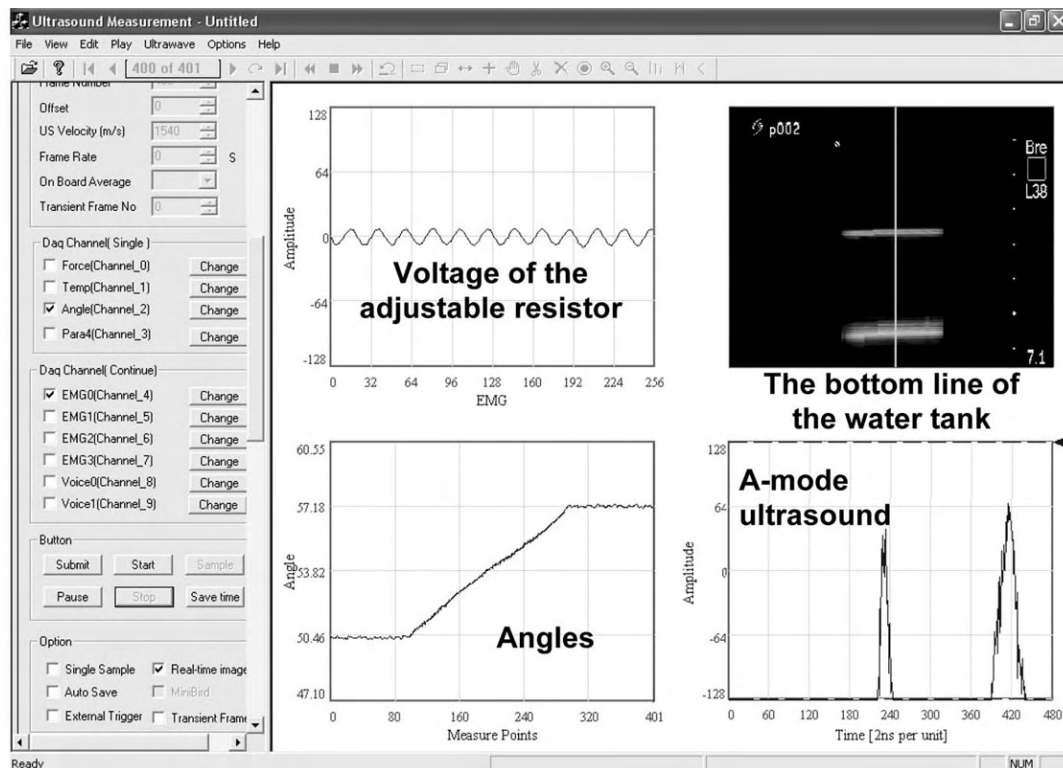 Ultrasound Measurement - Untitled
File View Edit Play Ultrawave Options Help
400 of 401
Frame Number
Offset 0
US Velocity (m/s) 1540
Frame Rate 0 S
On Board Average
Transient Frame No 0
Daq Channel( Single )
Force(Channel_0) Change
Temp(Channel_1) Change
Angle(Channel_2) Change
Para4(Channel_3) Change
Daq Channel( Continue)
EMG0(Channel_4) Change
EMG1(Channel_5) Change
EMG2(Channel_6) Change
EMG3(Channel_7) Change
Voice0(Channel_8) Change
Voice1(Channel_9) Change
Button
Submit Start Sample
Pause Stop Save time
Option
Single Sample Real-time image
Auto Save MiniBird
External Trigger Transient Frame
Ready
NUM
128
64
0
-64
-128
Amplitude
Voltage of the
adjustable resistor
0 32 64 96 128 160 192 224 256
EMG
p002
Bre
L38
7.1
The bottom line of
the water tank
60.55
57.18
53.82
50.46
47.10
Angle
Angles
0 80 160 240 320 401
Measure Points
128
64
0
-64
-128
Amplitude
A-mode
ultrasound
0 60 120 180 240 300 360 420 480
Time [2ns per unit]